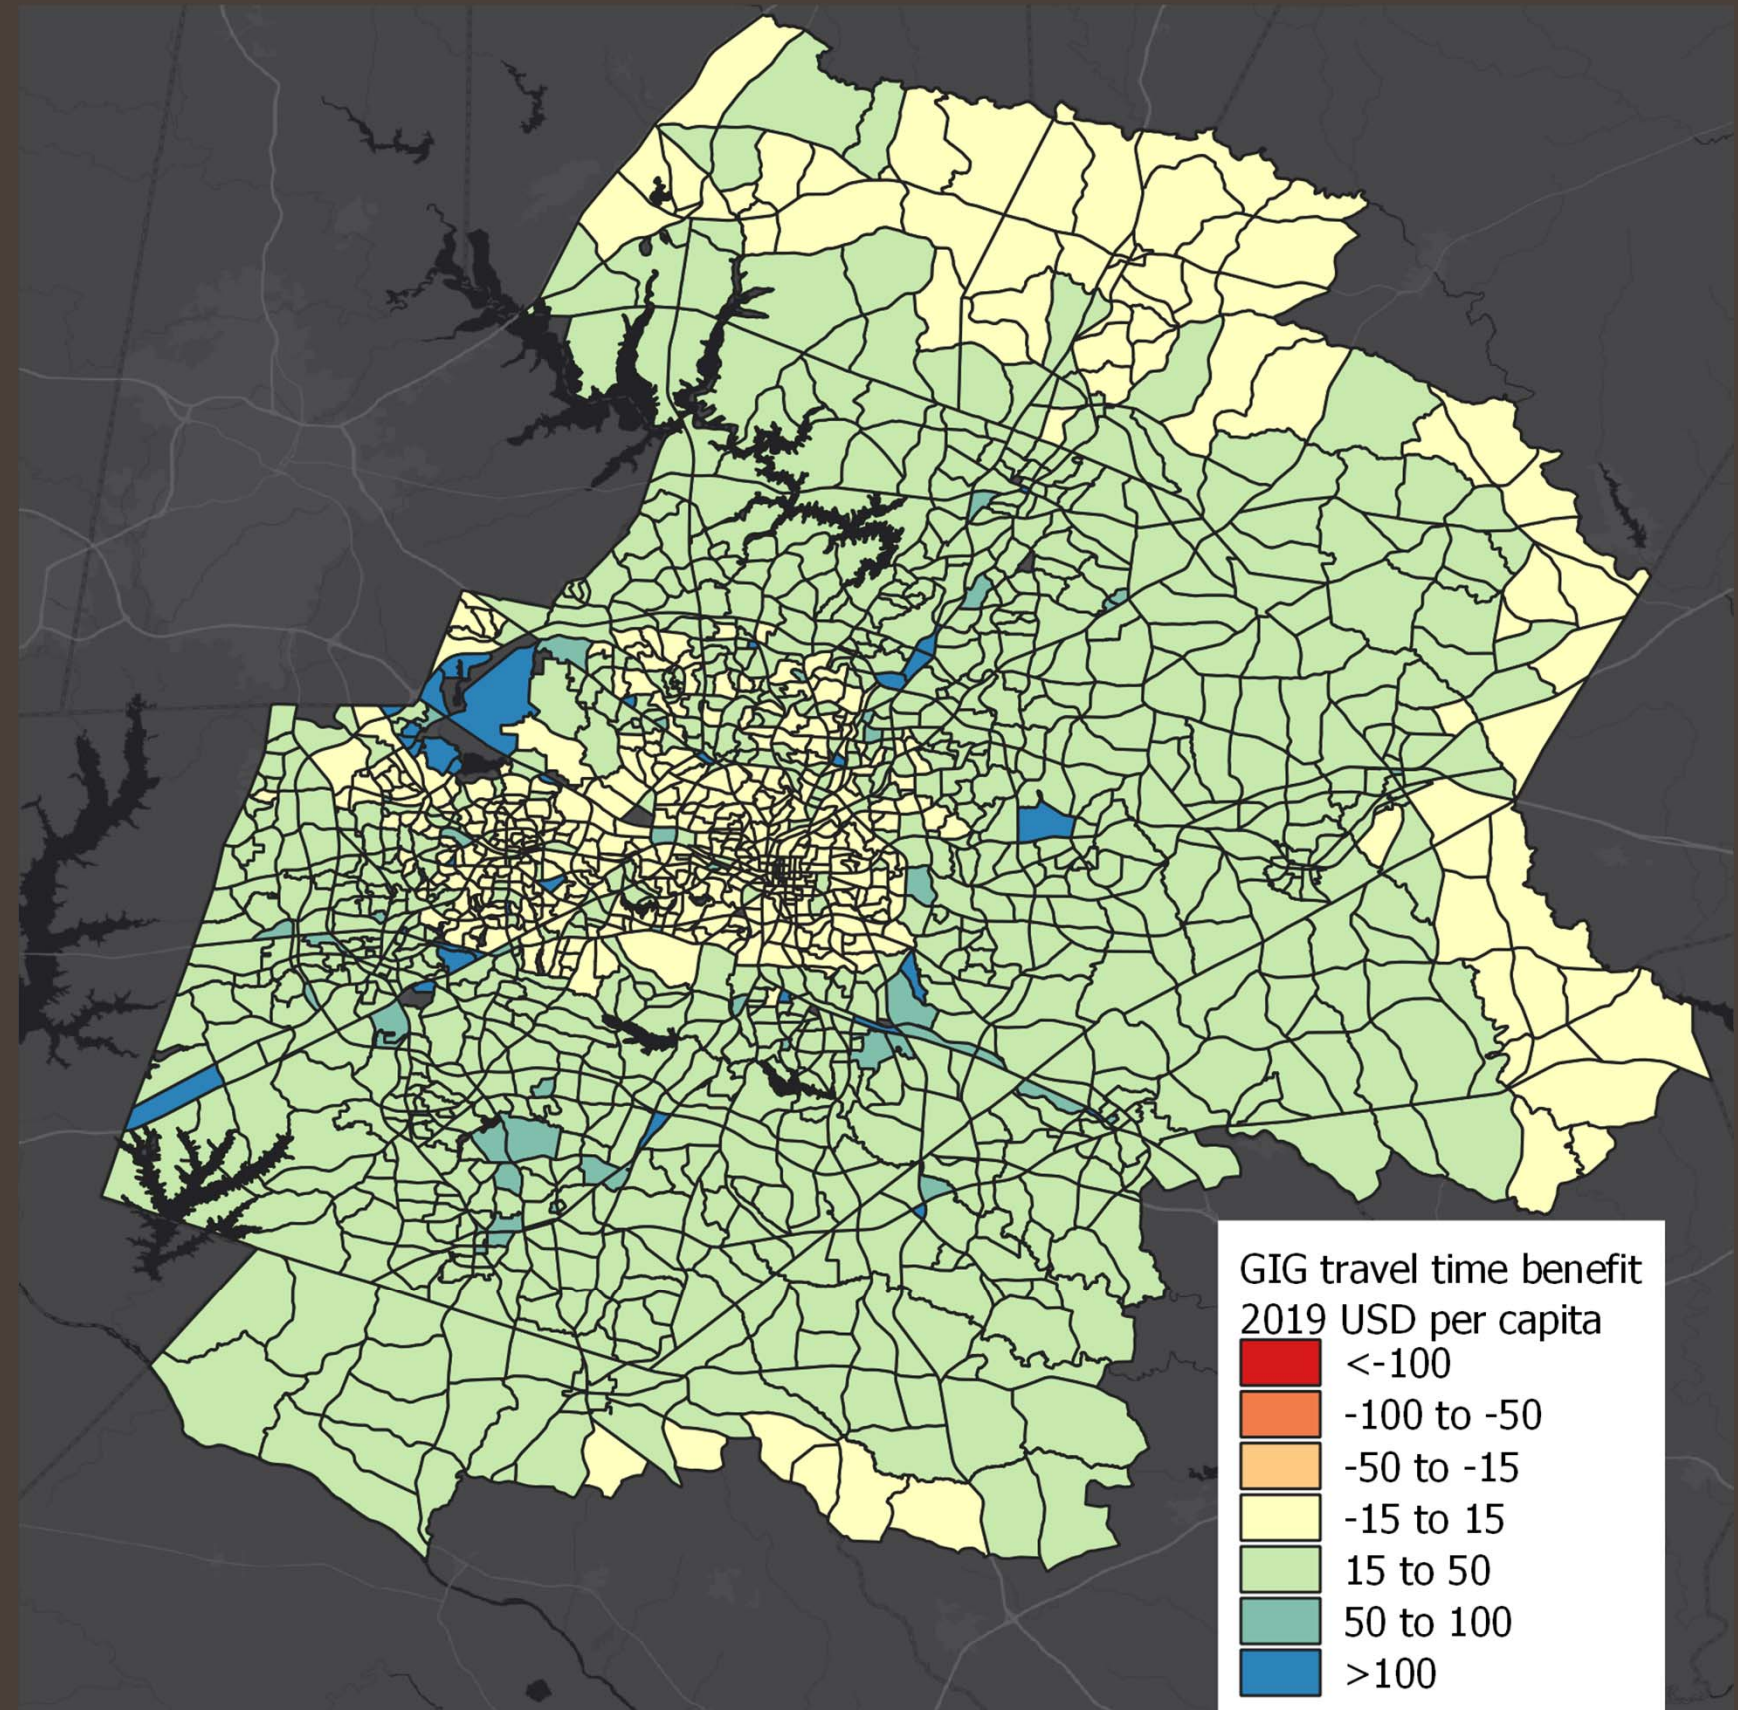 GIG travel time benefit
2019 USD per capita
<-100
-100 to -50
-50 to -15
-15 to 15
15 to 50
50 to 100
>100